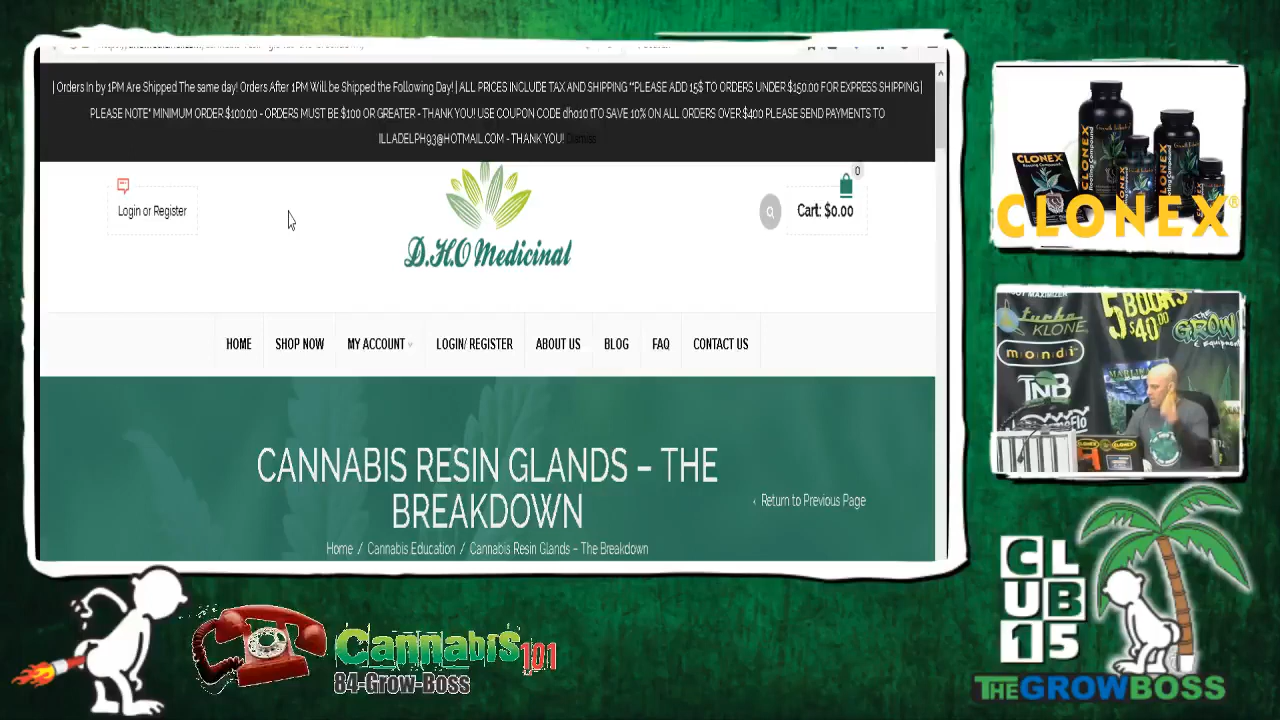 | Orders In by 1PM Are Shipped The same day! Orders After 1PM Will be Shipped the Following Day! | ALL PRICES INCLUDE TAX AND SHIPPING **PLEASE ADD 15$ TO ORDERS UNDER $150.00 FOR EXPRESS SHIPPING |
PLEASE NOTE* MINIMUM ORDER $100.00 - ORDERS MUST BE $100 OR GREATER - THANK YOU! USE COUPON CODE dho10 tTO SAVE 10% ON ALL ORDERS OVER $400 PLEASE SEND PAYMENTS TO
ILLADELPH93@HOTMAIL.COM - THANK YOU! Dismiss
Login or Register
D.H.O Medicinal
0
Cart: $0.00
HOME SHOP NOW MY ACCOUNT LOGIN/ REGISTER ABOUT US BLOG FAQ CONTACT US
CANNABIS RESIN GLANDS – THE
BREAKDOWN
‹ Return to Previous Page
Home / Cannabis Education / Cannabis Resin Glands – The Breakdown
CLONEX
CLONEX®
5 BOOKS
$40.00
turbo
KLONE
THE GROW
mondi
TNB
CLUB
15
THEGROWBOSS
Cannabis 101
84-Grow-Boss